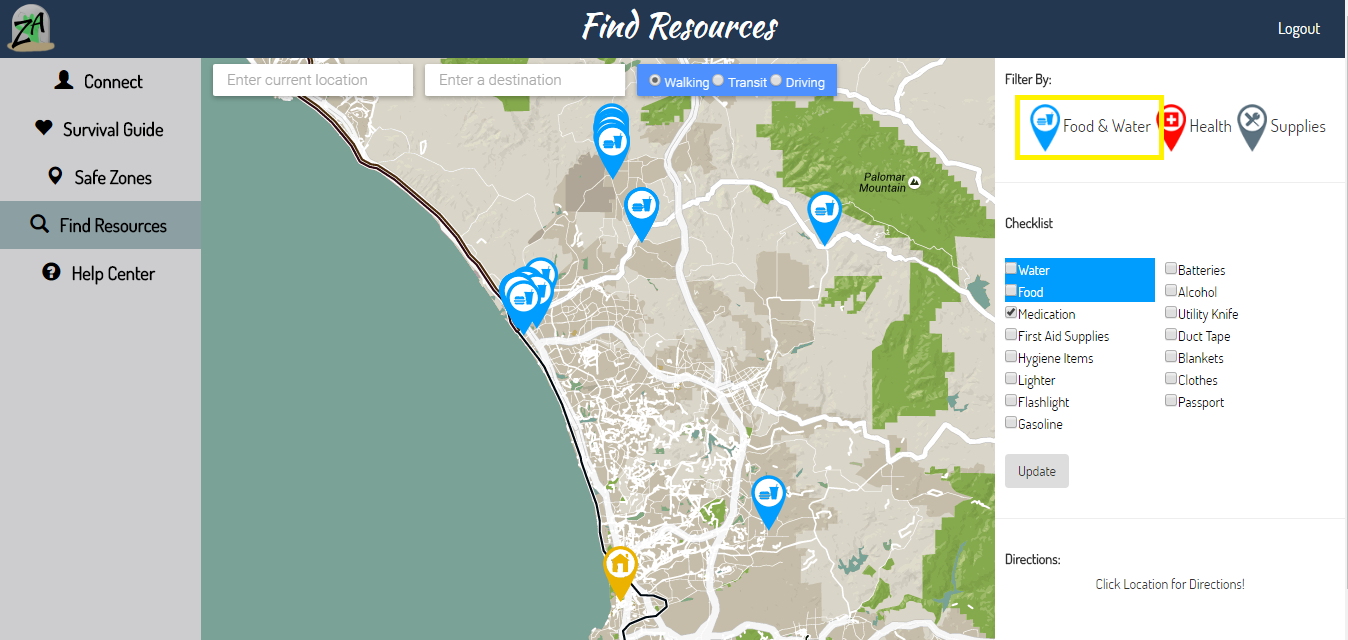 ZA
Find Resources
Logout
Connect
Survival Guide
Safe Zones
Find Resources
Help Center
Enter current location
Enter a destination
Walking Transit Driving
Palomar
Mountain
Filter By:
Food & Water Health Supplies
Checklist
Water
Food
Medication
First Aid Supplies
Hygiene Items
Lighter
Flashlight
Gasoline
Batteries
Alcohol
Utility Knife
Duct Tape
Blankets
Clothes
Passport
Update
Directions:
Click Location for Directions!